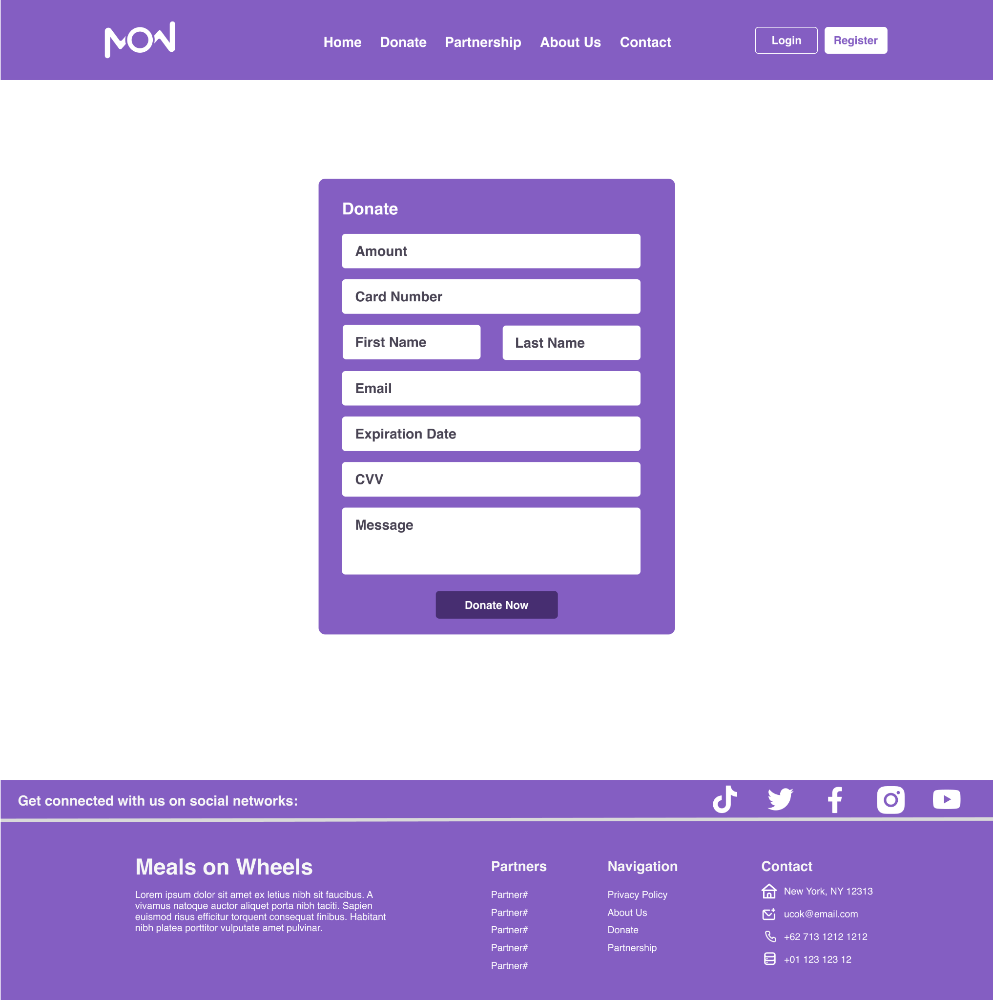 MOW
Home Donate Partnership About Us Contact
Login Register
Donate
Amount
Card Number
First Name Last Name
Email
Expiration Date
CVV
Message
Donate Now
Get connected with us on social networks:
Meals on Wheels
Lorem ipsum dolor sit amet ex letius nibh sit faucibus. A
vivamus natoque auctor aliquet porta nibh taciti. Sapien
euismod risus efficitur torquent consequat finibus. Habitant
nibh platea porttitor vulputate amet pulvinar.
Partners
Partner#
Partner#
Partner#
Partner#
Partner#
Navigation
Privacy Policy
About Us
Donate
Partnership
Contact
New York, NY 12313
ucok@email.com
+62 713 1212 1212
+01 123 123 12